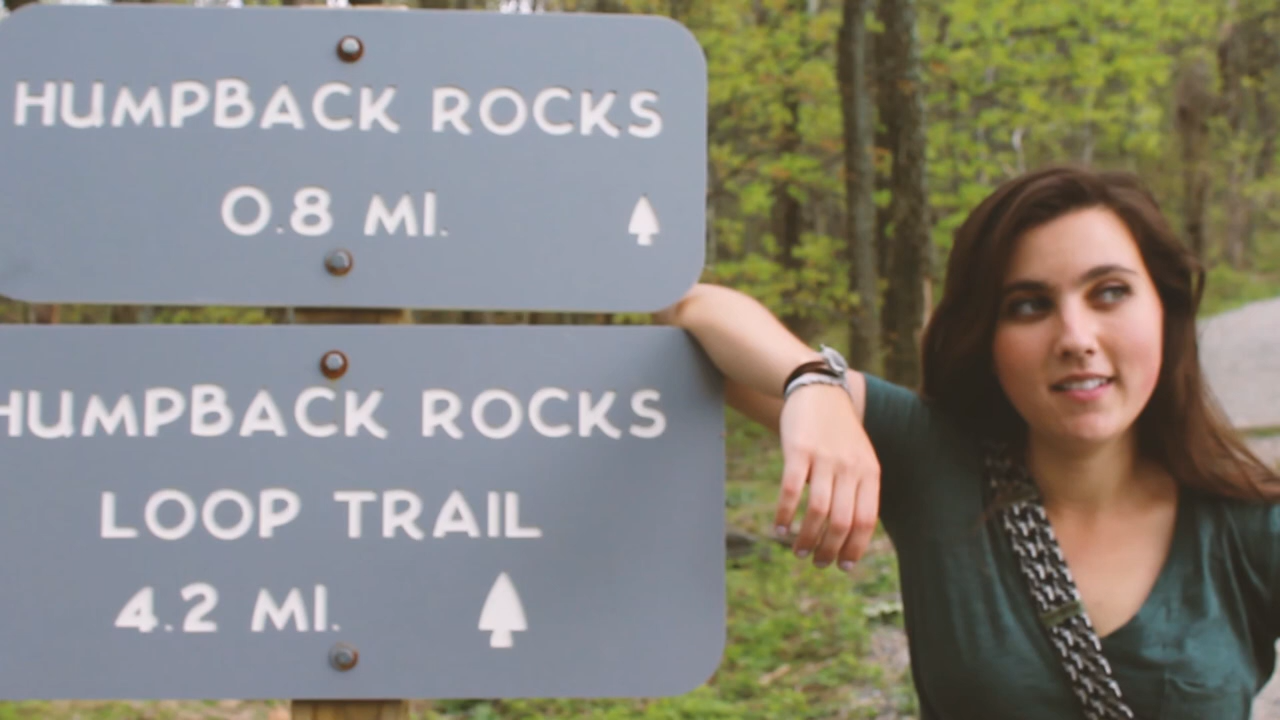 HUMPBACK ROCKS
0.8 MI.
HUMPBACK ROCKS
LOOP TRAIL
4.2 MI.